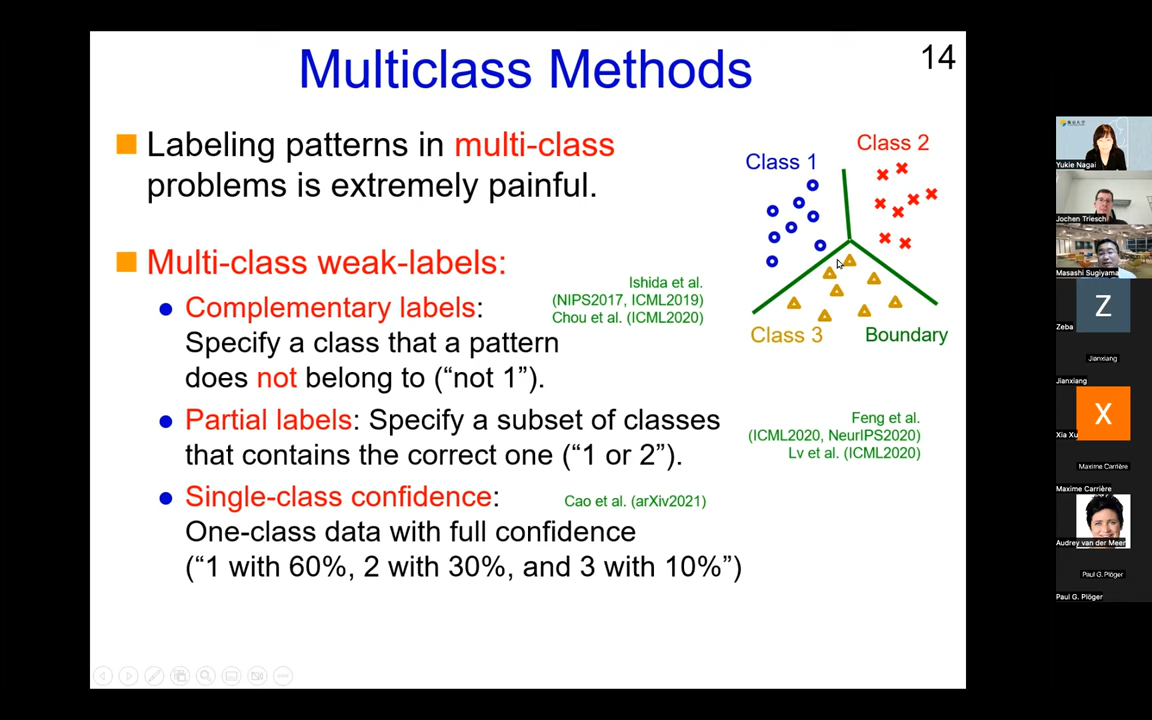 Multiclass Methods
14
Labeling patterns in multi-class
problems is extremely painful.
Class 1
Class 2
Class 3
Boundary
Multi-class weak-labels:
Complementary labels:
Specify a class that a pattern
does not belong to (“not 1”).
Ishida et al.
(NIPS2017, ICML2019)
Chou et al. (ICML2020)
Partial labels: Specify a subset of classes
that contains the correct one (“1 or 2”).
Feng et al.
(ICML2020, NeurIPS2020)
Lv et al. (ICML2020)
Single-class confidence:
Cao et al. (arXiv2021)
One-class data with full confidence
(“1 with 60%, 2 with 30%, and 3 with 10%”)
Yukie Nagai
Jochen Triesch
Masashi Sugiyama
Z
Zeba
Jianxiang
Jianxiang
X
Xia Xu
Maxime Carrière
Maxime Carrière
Audrey van der Meer
Paul G. Plöger
Paul G. Plöger